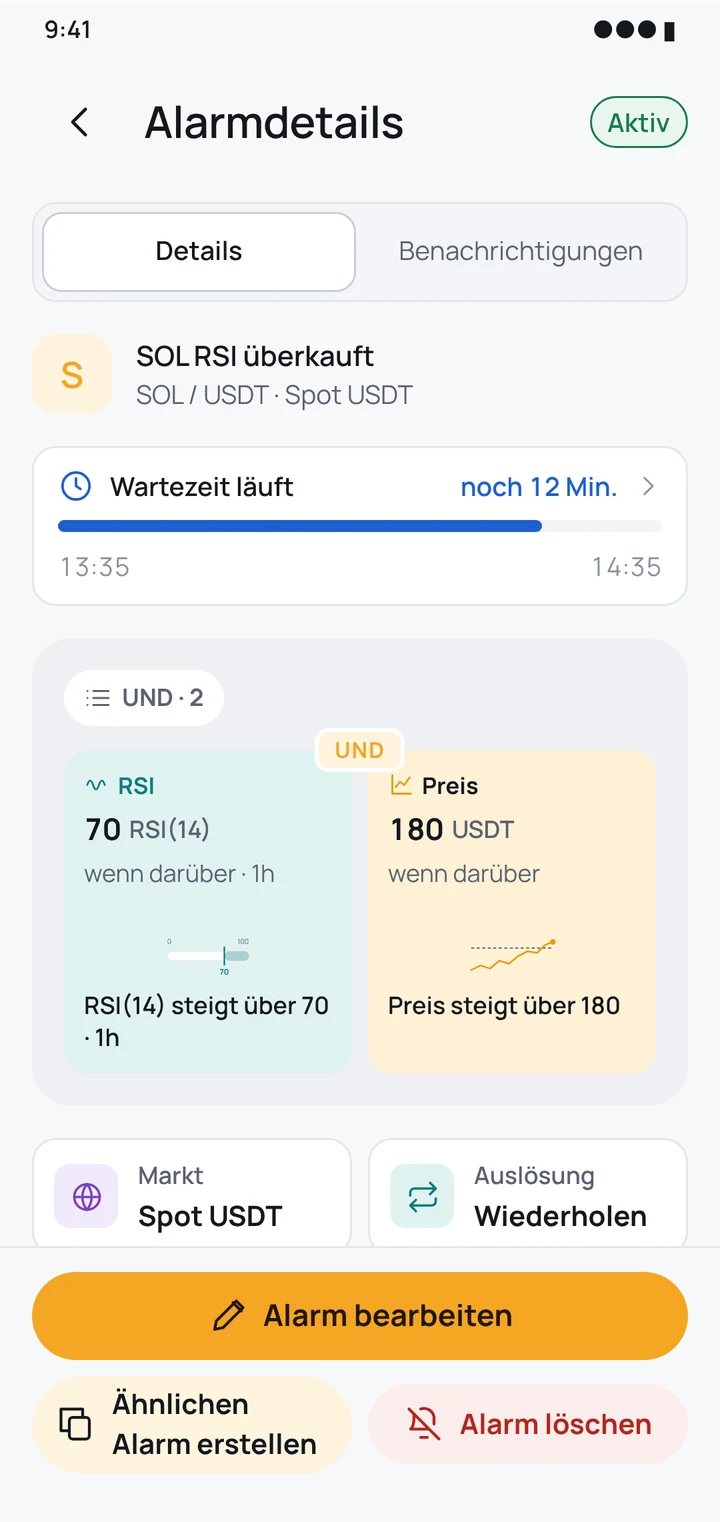 9:41
Alarmdetails
Aktiv
Details
Benachrichtigungen
S
SOL RSI überkauft
SOL / USDT · Spot USDT
Wartezeit läuft
noch 12 Min.
13:35
14:35
UND · 2
UND
RSI
70 RSI(14)
wenn darüber · 1h
0
100
70
RSI(14) steigt über 70
· 1h
Preis
180 USDT
wenn darüber
Preis steigt über 180
Markt
Spot USDT
Auslösung
Wiederholen
Alarm bearbeiten
Ähnlichen
Alarm erstellen
Alarm löschen